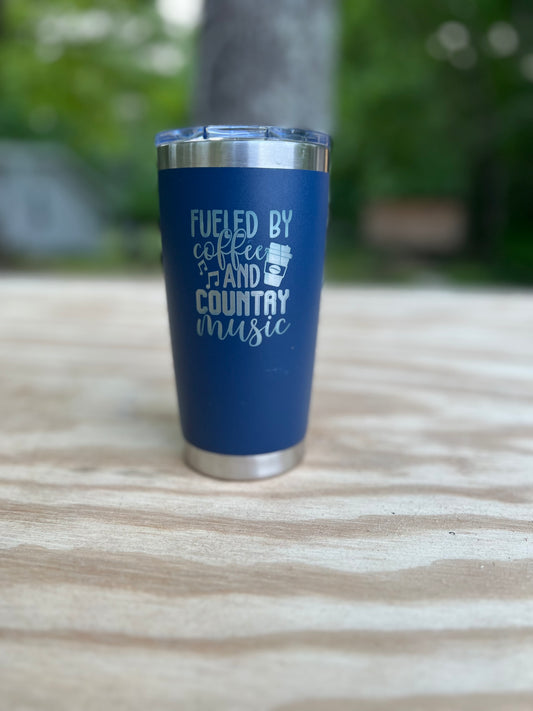 FUELED BY
coffee
AND
COUNTRY
music